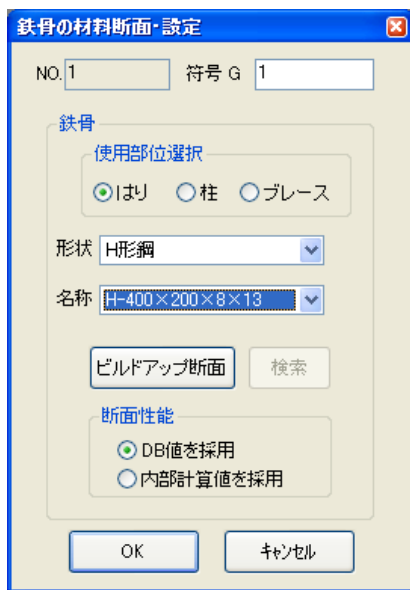 鉄骨の材料断面・設定
NO. 1 符号 G 1
鉄骨
使用部位選択
はり 柱 ブレース
形状 H形鋼
名称 H-400×200×8×13
ビルドアップ断面 検索
断面性能
DB値を採用
内部計算値を採用
OK キャンセル